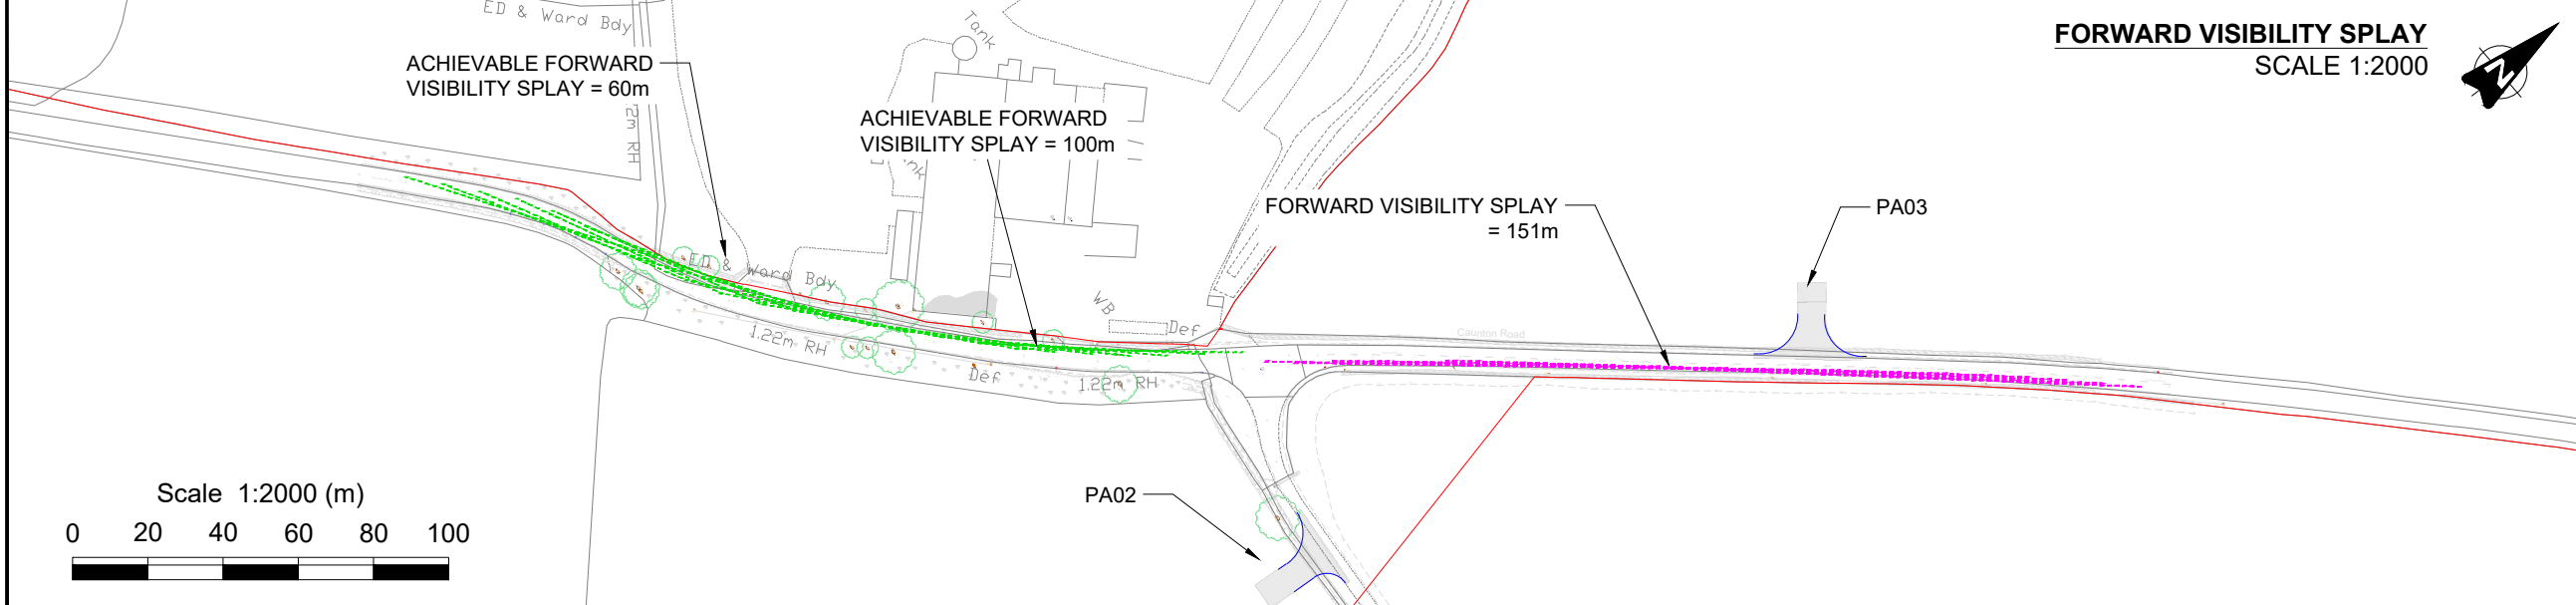 ED & Ward Bdy
Tank
FORWARD VISIBILITY SPLAY
SCALE 1:2000
N
ACHIEVABLE FORWARD
VISIBILITY SPLAY = 60m
ACHIEVABLE FORWARD
VISIBILITY SPLAY = 100m
FORWARD VISIBILITY SPLAY
= 151m
PA03
ED & Ward Bdy
WB
Def
Caunton Road
1.22m RH
Def
1.22m RH
PA02
Scale 1:2000 (m)
0 20 40 60 80 100